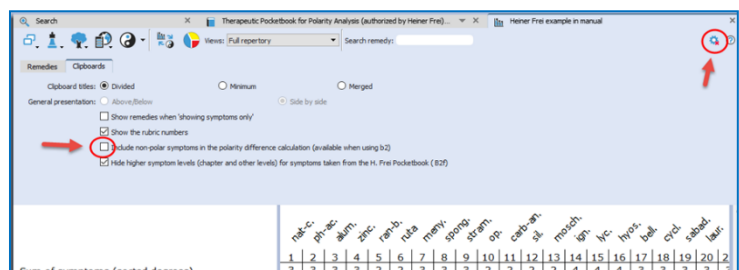 Search × Therapeutic Pocketbook for Polarity Analysis (authorized by Heiner Frei)... × Heiner Frei example in manual ×
Views: Full repertory Search remedy:
Remedies Clipboards
Clipboard titles: Divided Minimum Merged
General presentation: Above/Below Side by side
Show remedies when 'showing symptoms only'
Show the rubric numbers
Include non-polar symptoms in the polarity difference calculation (available when using b2)
Hide higher symptom levels (chapter and other levels) for symptoms taken from the H. Frei Pocketbook ( B2f)
nat-c. ph-ac. alum. zinc. ran-b. ruta meny. spong. stram. op. carb-an. sil. mosch. ign. lyc. hyos. bell. cycl. sabad. laur.
1 2 3 4 5 6 7 8 9 10 11 12 13 14 15 16 17 18 19 20 2
Sum of symptoms (sorted:degrees)